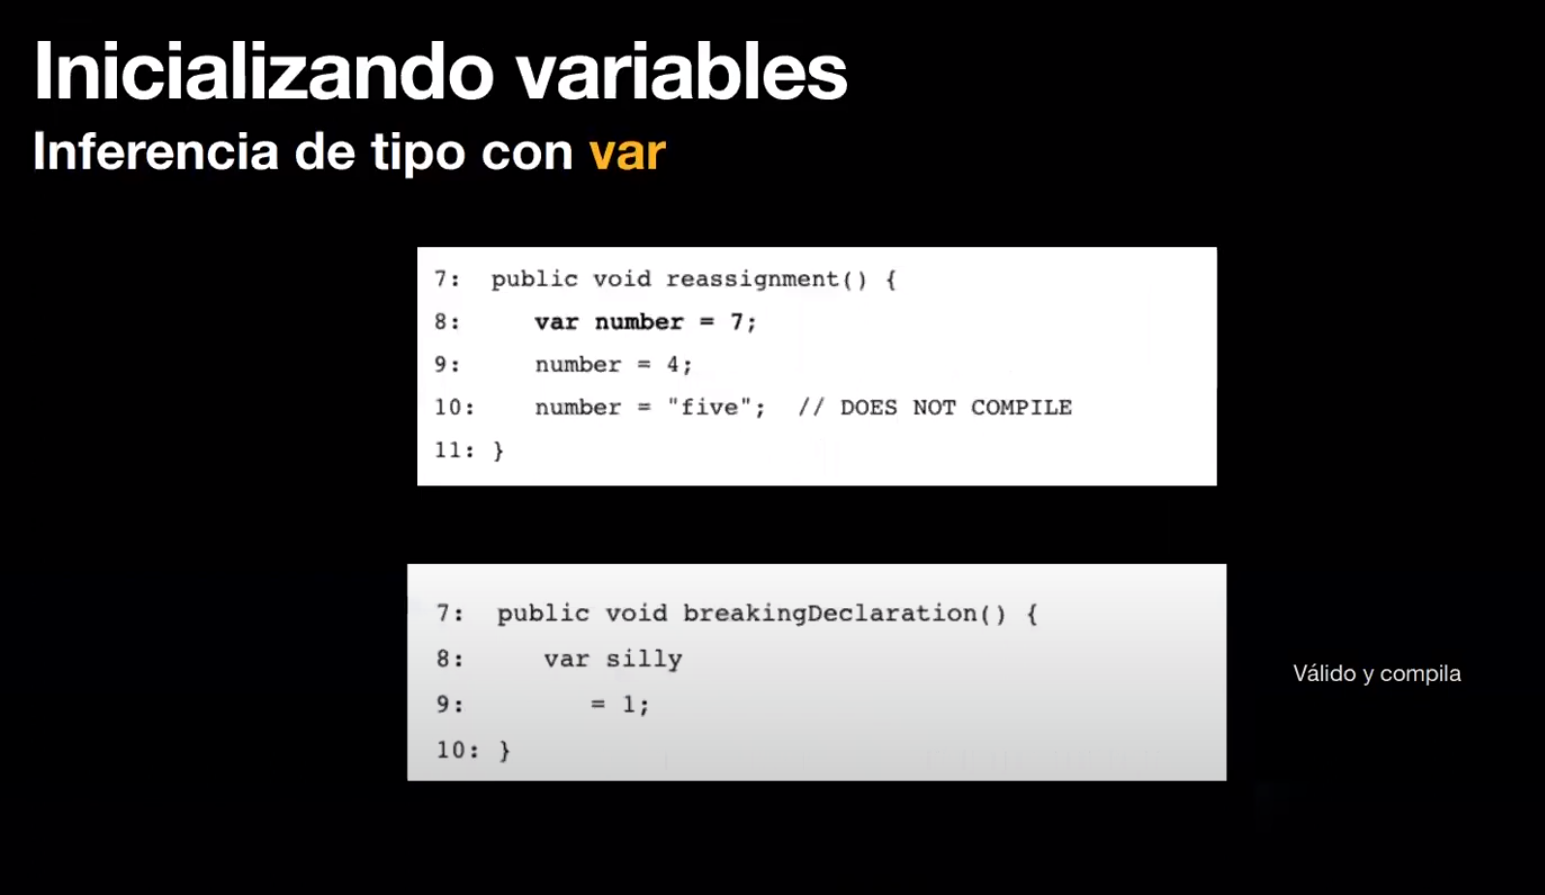 Inicializando variables
Inferencia de tipo con var
7: public void reassignment() {
8: var number = 7;
9: number = 4;
10: number = "five"; // DOES NOT COMPILE
11: }
7: public void breakingDeclaration() {
8: var silly
9: = 1;
10: }
Válido y compila